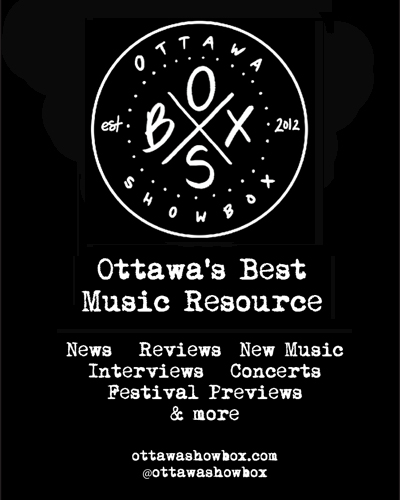 OTTAWA
O
est. B X 2012
S
SHOWBOX
Ottawa's Best
Music Resource
News Reviews New Music
Interviews Concerts
Festival Previews
& more
ottawashowbox.com
@ottawashowbox